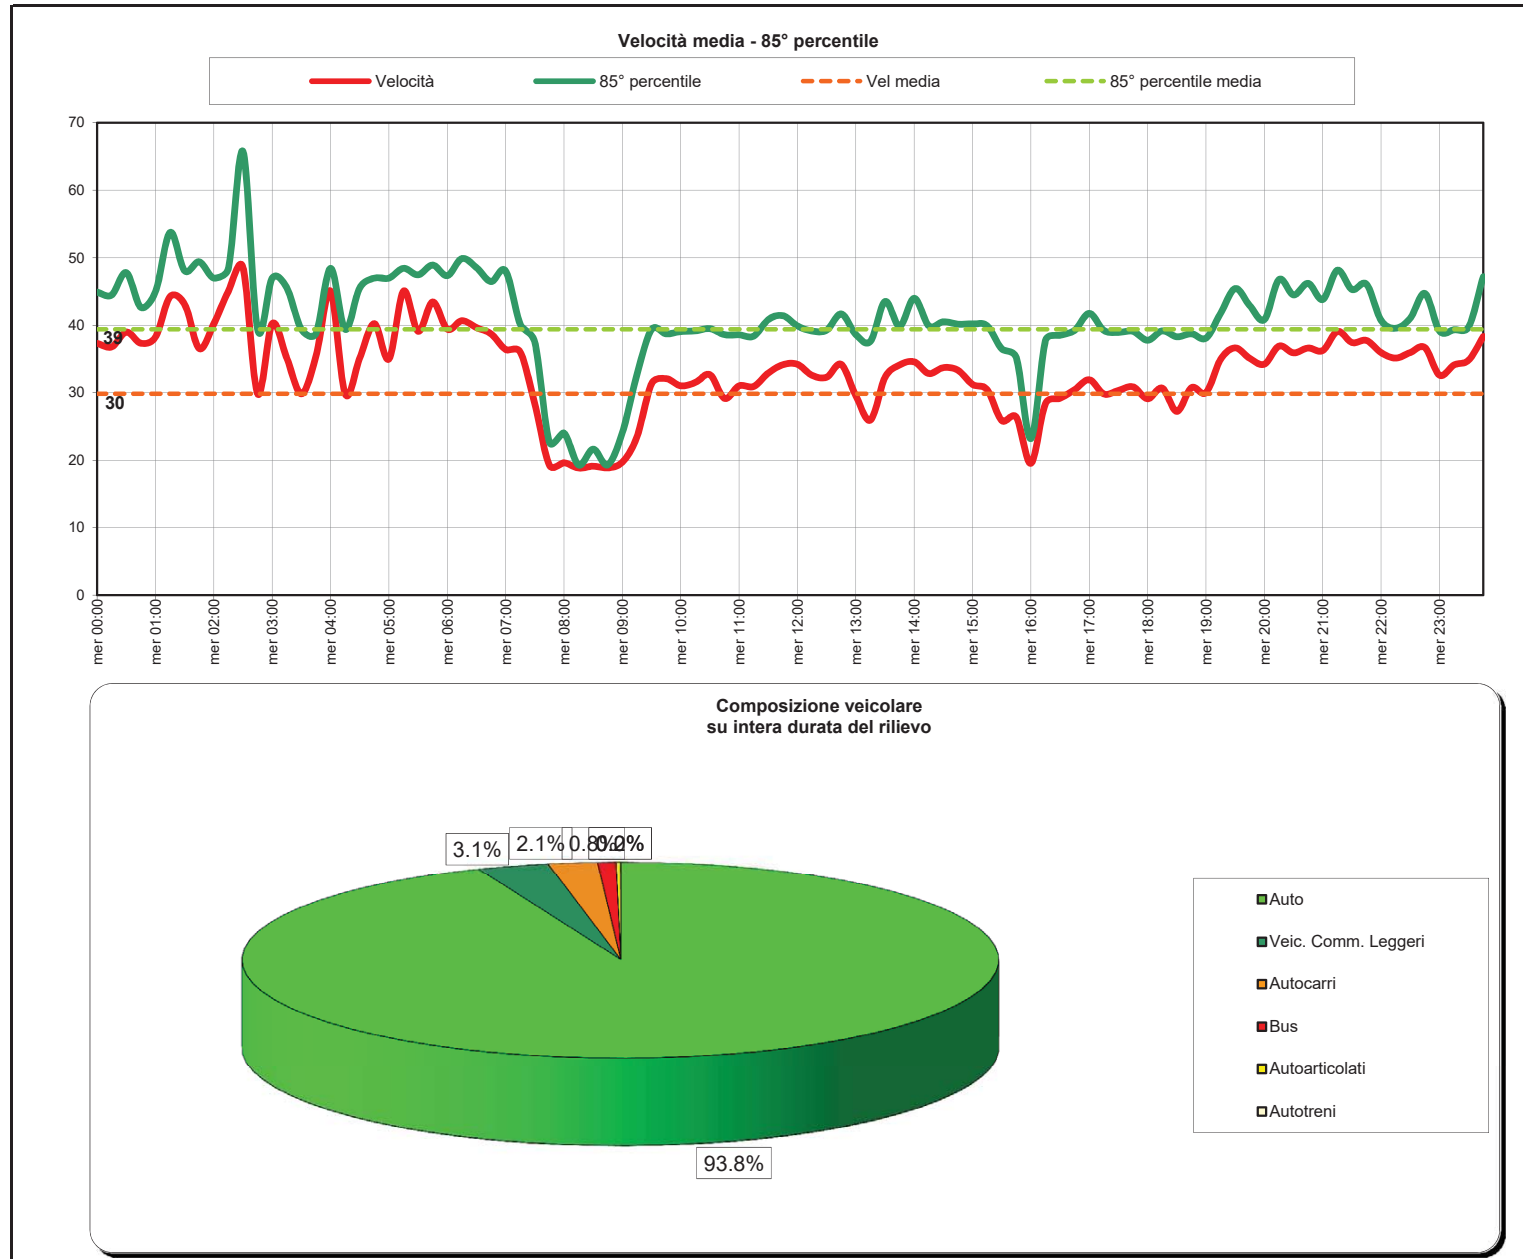 Velocità media - 85° percentile
Velocità 85° percentile Vel media 85° percentile media
70
60
50
40
39
30
30
20
10
0
mer 00:00 mer 01:00 mer 02:00 mer 03:00 mer 04:00 mer 05:00 mer 06:00 mer 07:00 mer 08:00 mer 09:00 mer 10:00 mer 11:00 mer 12:00 mer 13:00 mer 14:00 mer 15:00 mer 16:00 mer 17:00 mer 18:00 mer 19:00 mer 20:00 mer 21:00 mer 22:00 mer 23:00
Composizione veicolare
su intera durata del rilievo
3.1% 2.1% 0.8%
93.8%
Auto
Veic. Comm. Leggeri
Autocarri
Bus
Autoarticolati
Autotreni